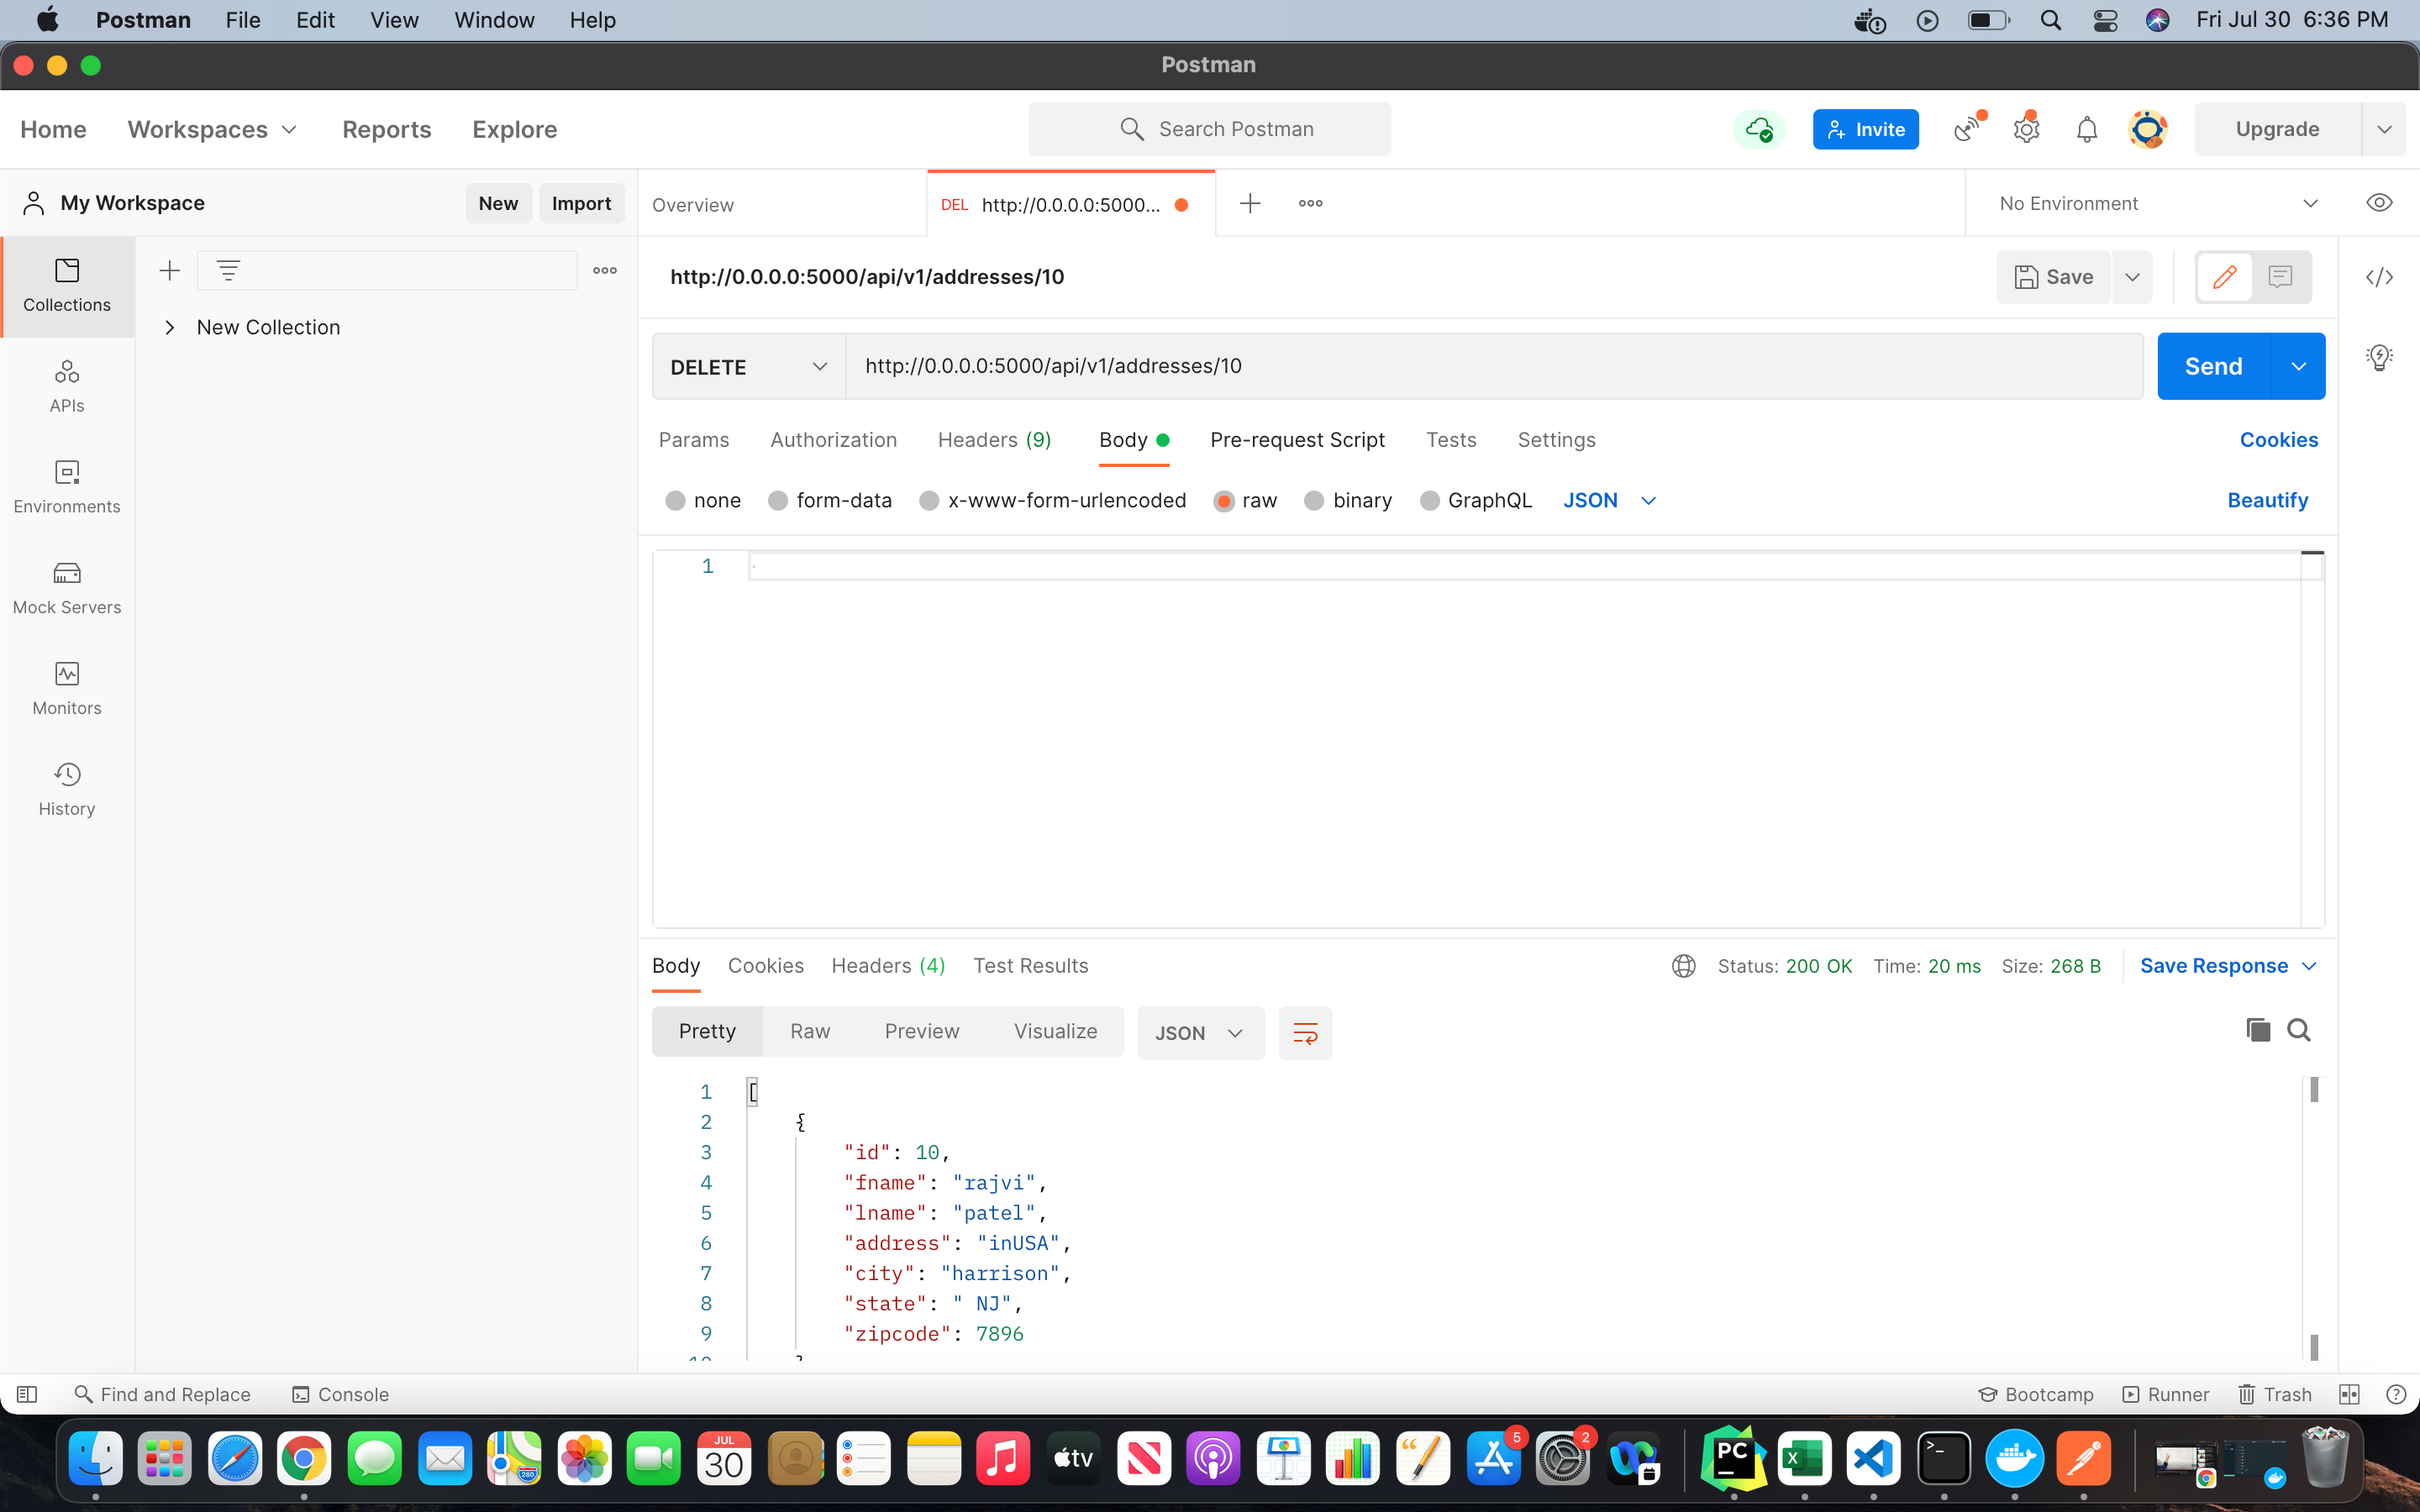 Postman File Edit View Window Help Fri Jul 30 6:36 PM
Postman
Home Workspaces Reports Explore Search Postman Invite Upgrade
My Workspace New Import Overview DEL http://0.0.0.0:5000... No Environment
Collections
New Collection
APIs
Environments
Mock Servers
Monitors
History
http://0.0.0.0:5000/api/v1/addresses/10 Save
DELETE http://0.0.0.0:5000/api/v1/addresses/10 Send
Params Authorization Headers (9) Body Pre-request Script Tests Settings Cookies
none form-data x-www-form-urlencoded raw binary GraphQL JSON Beautify
1
Body Cookies Headers (4) Test Results Status: 200 OK Time: 20 ms Size: 268 B Save Response
Pretty Raw Preview Visualize JSON
1 [
2 {
3 "id": 10,
4 "fname": "rajvi",
5 "lname": "patel",
6 "address": "inUSA",
7 "city": "harrison",
8 "state": " NJ",
9 "zipcode": 7896
Find and Replace Console Bootcamp Runner Trash
280 JUL 30 tv 5 2 PC X